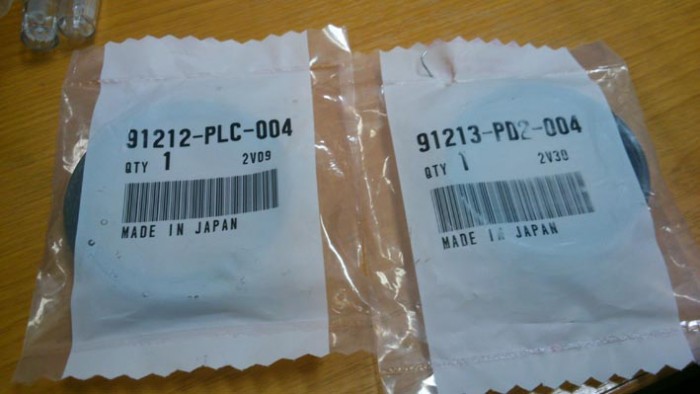 91212-PLC-004
QTY 1 2V09
MADE IN JAPAN
91213-PD2-004
QTY 1 2V30
MADE IN JAPAN